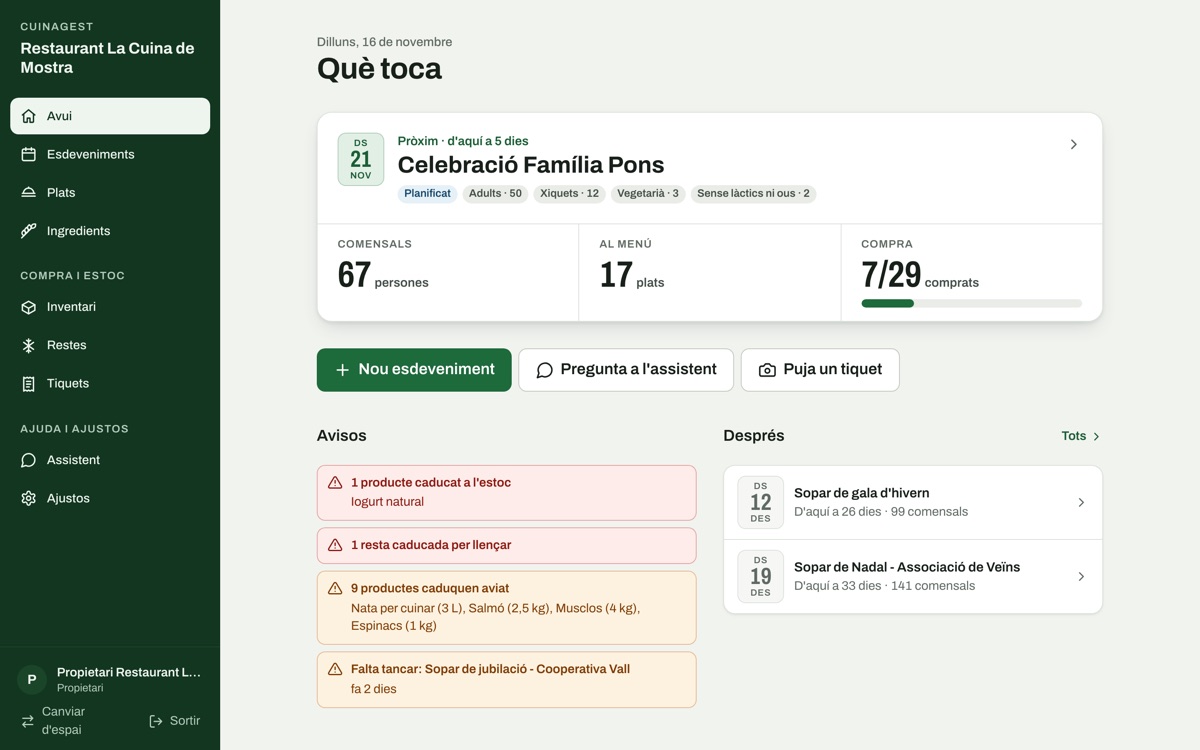 CUINAGEST
Restaurant La Cuina de
Mostra
Avui
Esdeveniments
Plats
Ingredients
COMPRA I ESTOC
Inventari
Restes
Tiquets
AJUDA I AJUSTOS
Assistent
Ajustos
P
Propietari Restaurant L...
Propietari
Canviar
d'espai
Sortir
Dilluns, 16 de novembre
Què toca
DS
21
NOV
Pròxim · d'aquí a 5 dies
Celebració Família Pons
Planificat
Adults · 50
Xiquets · 12
Vegetarià · 3
Sense làctics ni ous · 2
COMENSALS
67 persones
AL MENÚ
17 plats
COMPRA
7/29 comprats
Nou esdeveniment
Pregunta a l'assistent
Puja un tiquet
Avisos
1 producte caducat a l'estoc
Iogurt natural
1 resta caducada per llençar
9 productes caduquen aviat
Nata per cuinar (3 L), Salmó (2,5 kg), Musclos (4 kg),
Espinacs (1 kg)
Falta tancar: Sopar de jubilació - Cooperativa Vall
fa 2 dies
Després
Tots
DS
12
DES
Sopar de gala d'hivern
D'aquí a 26 dies · 99 comensals
DS
19
DES
Sopar de Nadal - Associació de Veïns
D'aquí a 33 dies · 141 comensals